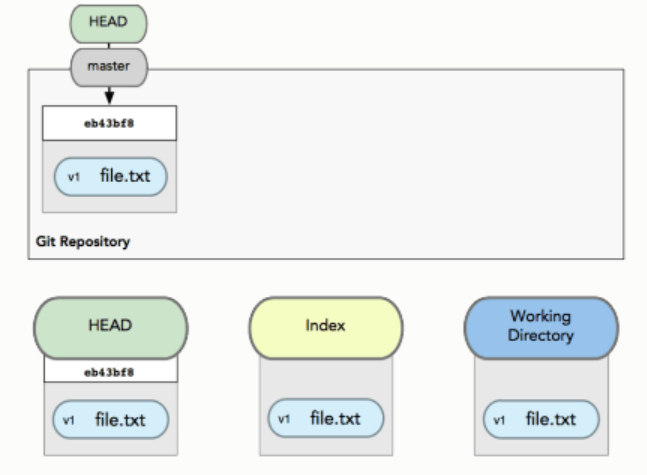 HEAD
master
eb43bf8
v1 file.txt
Git Repository
HEAD
Index
Working
Directory
eb43bf8
v1 file.txt
v1 file.txt
v1 file.txt